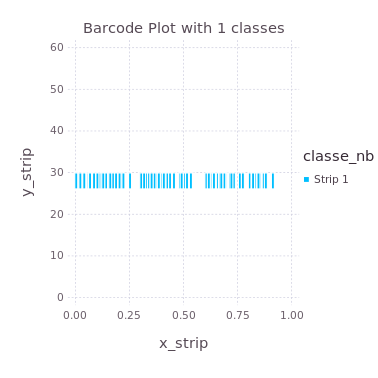 Barcode Plot with 1 classes
60
50
40
30
20
10
0
y_strip
0.00 0.25 0.50 0.75 1.00
x_strip
classe_nb
Strip 1